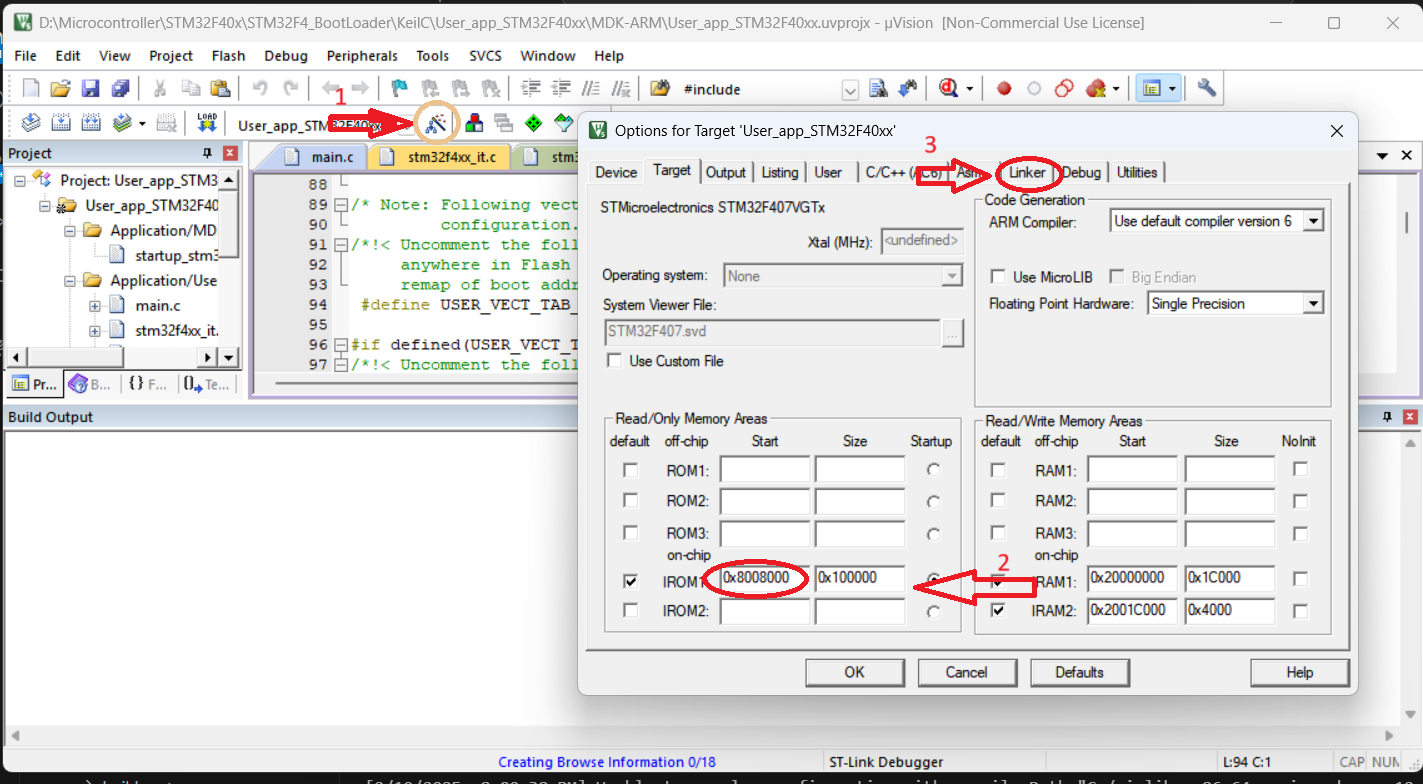 D:\Microcontroller\STM32F40x\STM32F4_BootLoader\KeilC\User_app_STM32F40xx\MDK-ARM\User_app_STM32F40xx.uvprojx - µVision [Non-Commercial Use License]
File Edit View Project Flash Debug Peripherals Tools SVCS Window Help
#include
1
LOAD
User_app_STM32F40xx
Project
main.c
stm32f4xx_it.c
Project: User_app_STM3
User_app_STM32F40
Application/MD
startup_stm3
Application/Use
main.c
stm32f4xx_it.
Pr... B... {} F... Te...
88
89 /* Note: Following vect
90 configuration.
91 /*!< Uncomment the foll
92 anywhere in Flash
93 remap of boot addr
94 #define USER_VECT_TAB_
95
96 #if defined(USER_VECT_T
97 /*!< Uncomment the foll
Options for Target 'User_app_STM32F40xx'
3
Device Target Output Listing User C/C++ (AC6) Linker Debug Utilities
STMicroelectronics STM32F407VGTx
Xtal (MHz): <undefined>
Operating system: None
System Viewer File:
STM32F407.svd
...
Use Custom File
Code Generation
ARM Compiler: Use default compiler version 6
Use MicroLIB Big Endian
Floating Point Hardware: Single Precision
Read/Only Memory Areas
default off-chip Start Size Startup
ROM1:
ROM2:
ROM3:
on-chip
IROM1 0x8008000 0x100000
IROM2:
2
Read/Write Memory Areas
default off-chip Start Size NoInit
RAM1:
RAM2:
RAM3:
on-chip
IRAM1: 0x20000000 0x1C000
IRAM2: 0x2001C000 0x4000
OK Cancel Defaults Help
Build Output
Creating Browse Information 0/18
ST-Link Debugger
L:94 C:1
CAP NUM